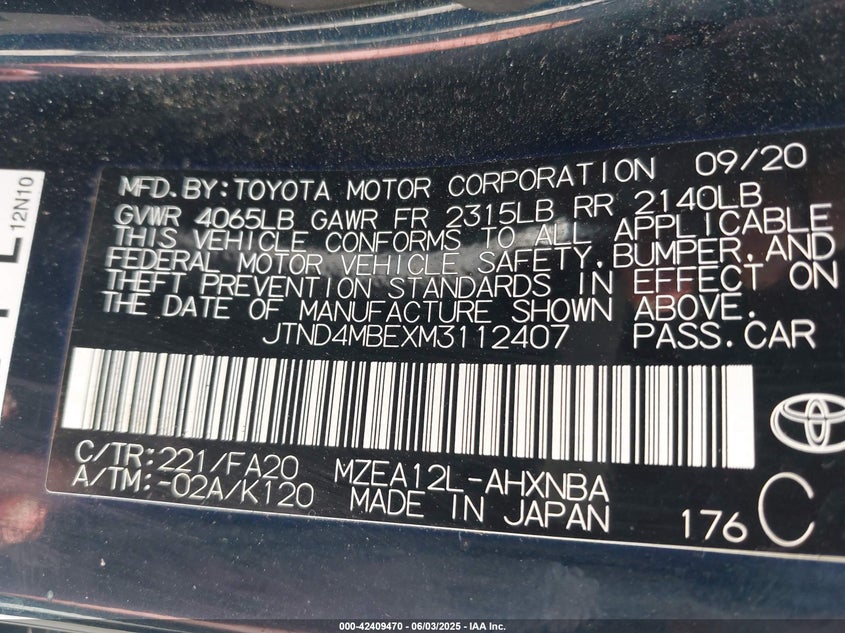 MFD.BY:TOYOTA MOTOR CORPORATION 09/20
GVWR 4065LB GAWR FR 2315LB RR 2140LB
THIS VEHICLE CONFORMS TO ALL APPLICABLE
FEDERAL MOTOR VEHICLE SAFETY,BUMPER,AND
THEFT PREVENTION STANDARDS IN EFFECT ON
THE DATE OF MANUFACTURE SHOWN ABOVE.
JTND4MBEXM3112407 PASS.CAR
C/TR:221/FA20 MZEA12L-AHXNBA
A/TM:-02A/K120 MADE IN JAPAN
176 C
12N10
000-42409470 - 06/03/2025 - IAA Inc.